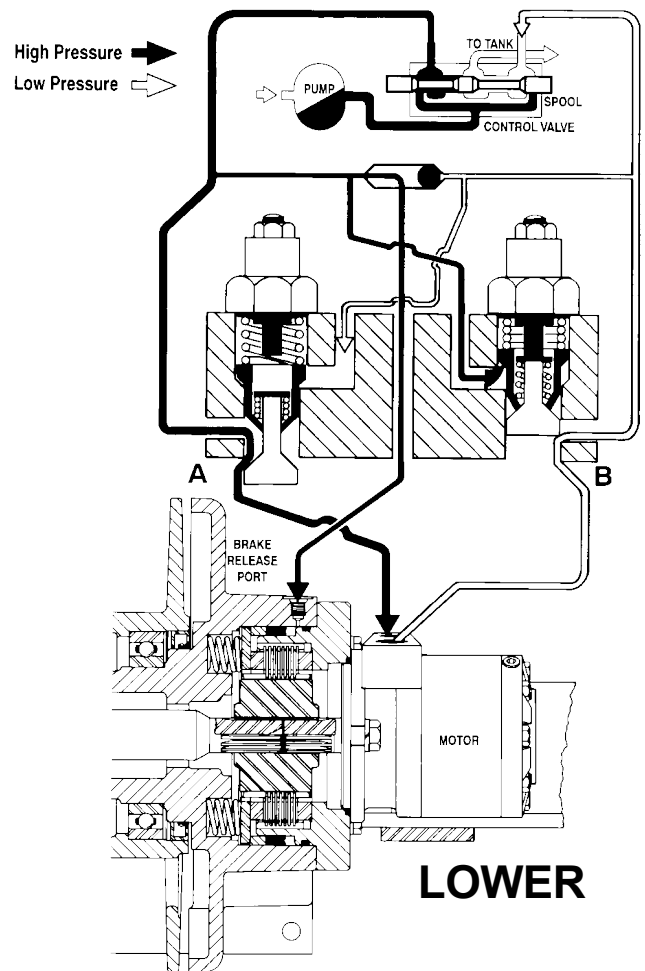 High Pressure
Low Pressure
TO TANK
PUMP
SPOOL
CONTROL VALVE
A
B
BRAKE
RELEASE
PORT
MOTOR
LOWER